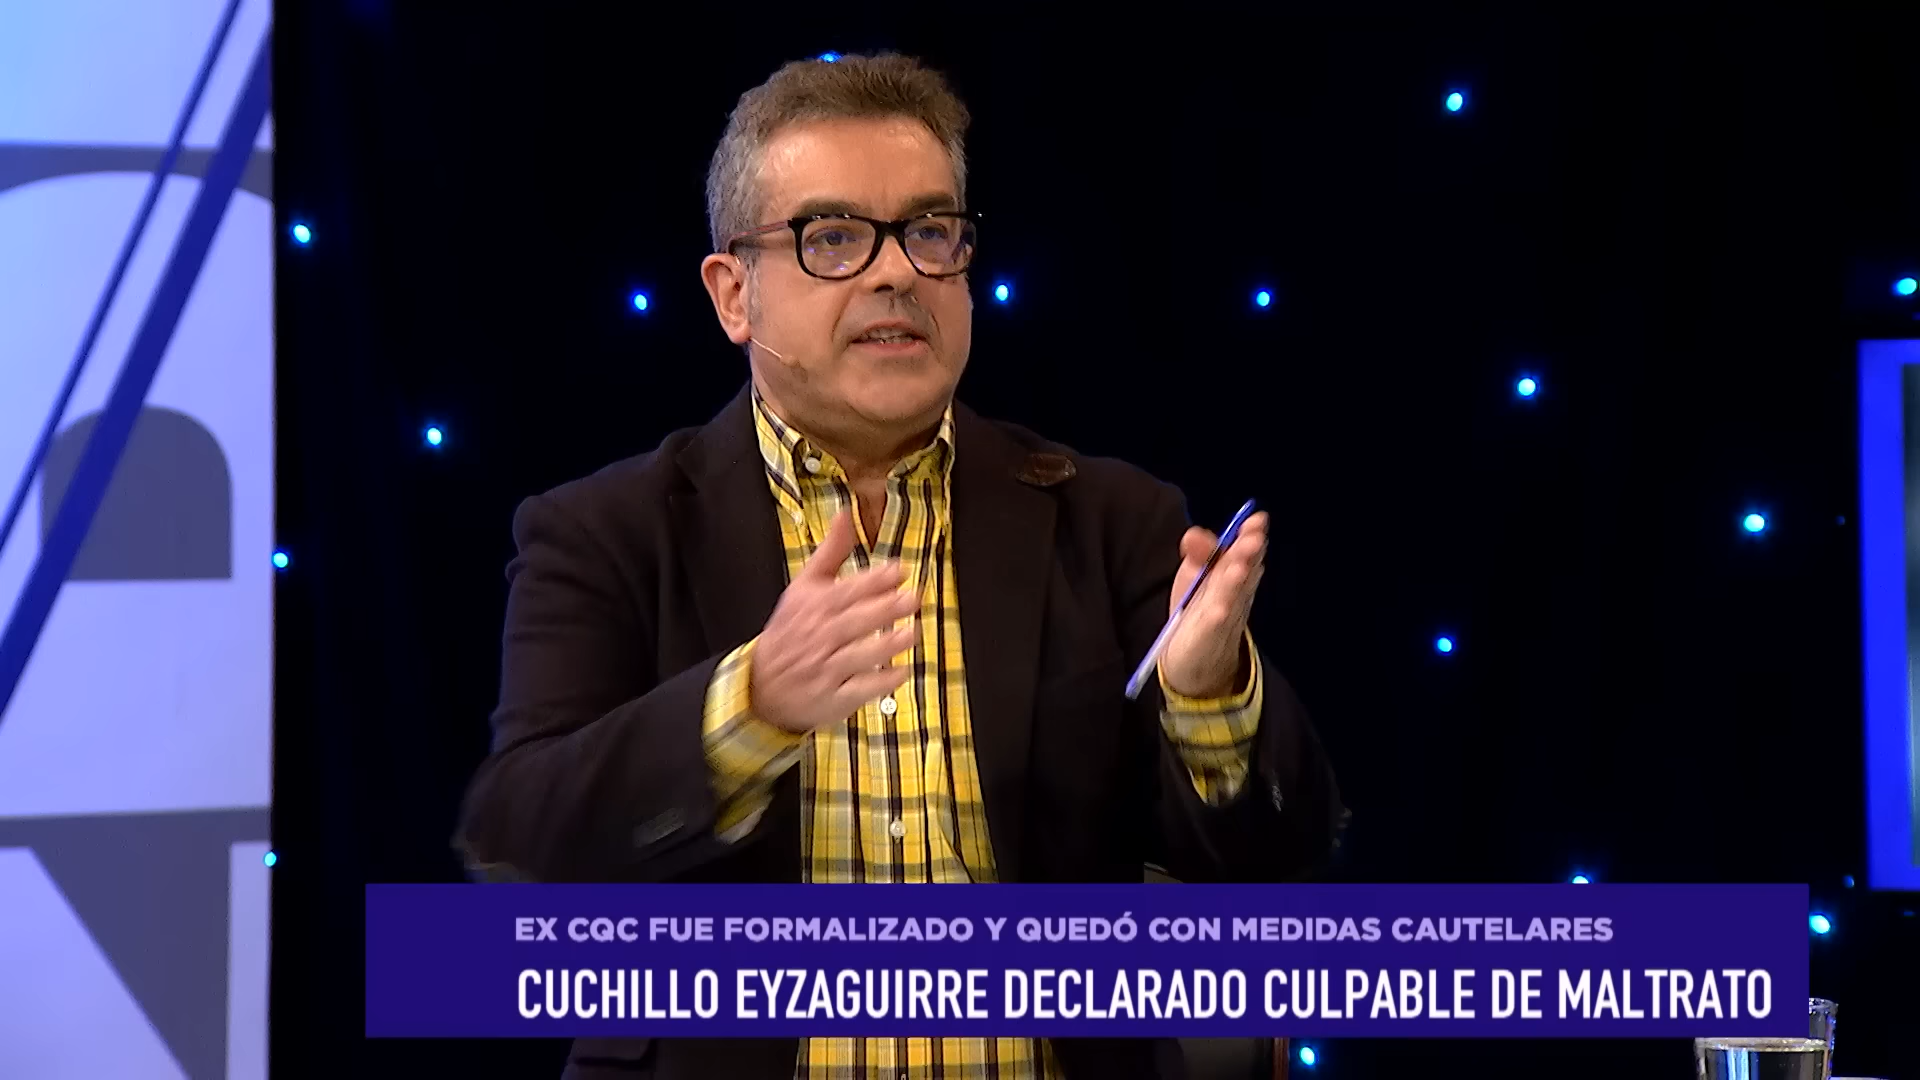 EX CQC FUE FORMALIZADO Y QUEDÓ CON MEDIDAS CAUTELARES
CUCHILLO EYZAGUIRRE DECLARADO CULPABLE DE MALTRATO